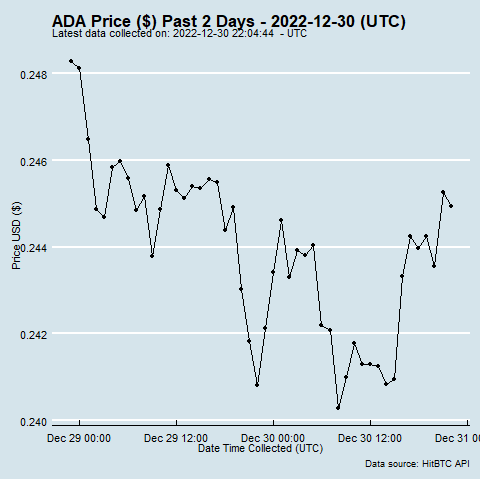 ADA Price ($) Past 2 Days - 2022-12-30 (UTC)
Latest data collected on: 2022-12-30 22:04:44 - UTC
0.248
0.246
0.244
0.242
0.240
Price USD ($)
Dec 29 00:00 Dec 29 12:00 Dec 30 00:00 Dec 30 12:00 Dec 31 0
Date Time Collected (UTC)
Data source: HitBTC API